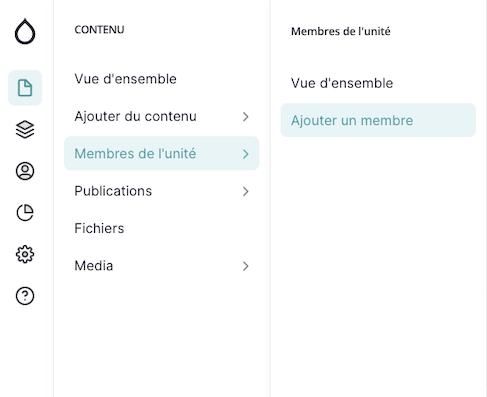 CONTENU
Vue d'ensemble
Ajouter du contenu
Membres de l'unité
Publications
Fichiers
Media
Membres de l'unité
Vue d'ensemble
Ajouter un membre